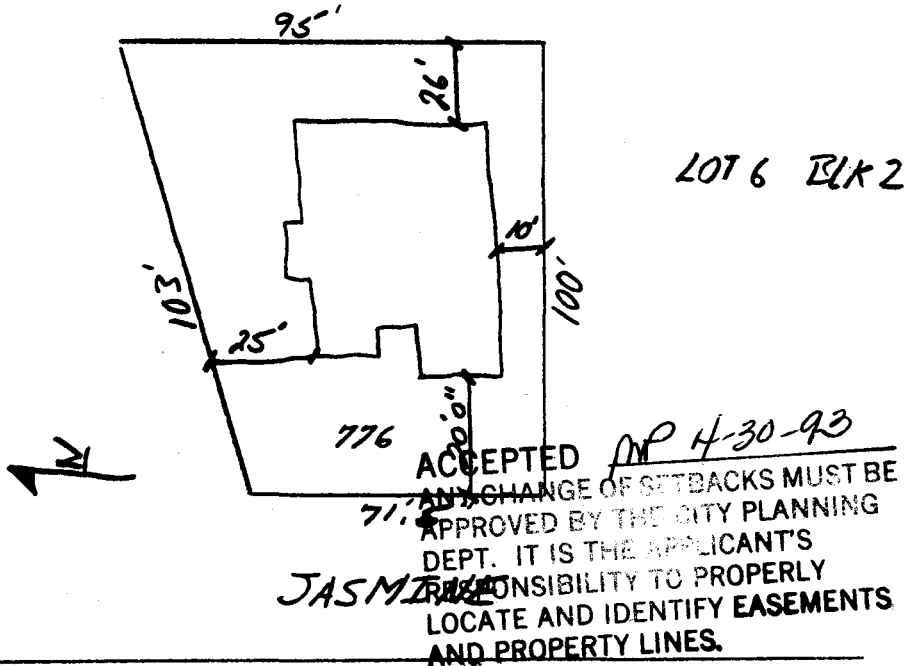 95'
26'
LOT 6 BLK 2
10'
103'
100'
25'
776
20'0"
N
ACCEPTED
4-30-93
ANY CHANGE OF SETBACKS MUST BE
71.5
APPROVED BY THE CITY PLANNING
DEPT. IT IS THE APPLICANT'S
JASMINE
RESPONSIBILITY TO PROPERLY
LOCATE AND IDENTIFY EASEMENTS
AND PROPERTY LINES.